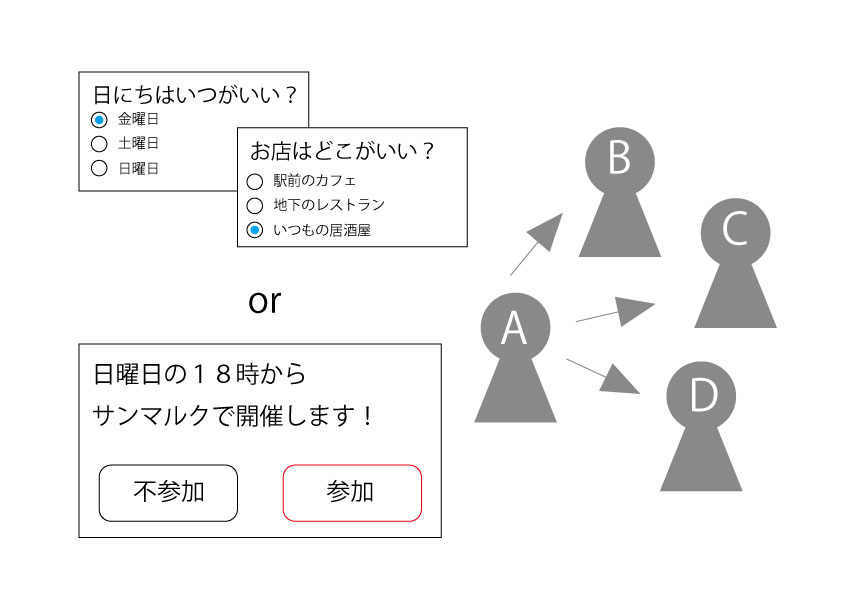 日にちはいつがいい？
金曜日
土曜日
日曜日
お店はどこがいい？
駅前のカフェ
地下のレストラン
いつもの居酒屋
or
日曜日の１８時から
サンマルクで開催します！
不参加
参加
A
B
C
D